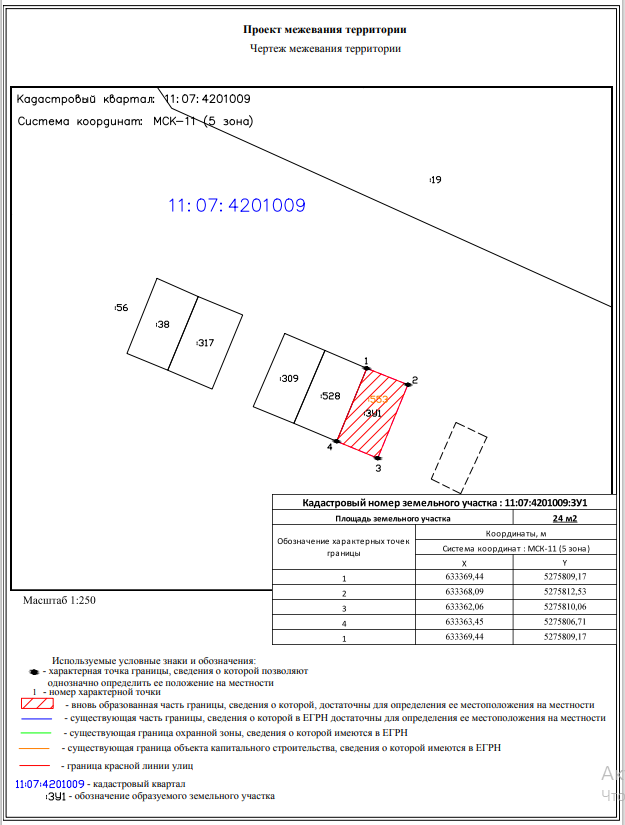 Проект межевания территории
Чертеж межевания территории
Кадастровый квартал: 11:07:4201009
Система координат: МСК-11 (5 зона)
:19
11:07:4201009
:56
:38
:317
:309
:528
1
2
:553
:ЗУ1
4
3
Кадастровый номер земельного участка : 11:07:4201009:ЗУ1
Площадь земельного участка 24 м2
Обозначение характерных точек границы
Координаты, м
Система координат : МСК-11 (5 зона)
X Y
1 633369,44 5275809,17
2 633368,09 5275812,53
3 633362,06 5275810,06
4 633363,45 5275806,71
1 633369,44 5275809,17
Масштаб 1:250
Используемые условные знаки и обозначения:
- характерная точка границы, сведения о которой позволяют
однозначно определить ее положение на местности
1 - номер характерной точки
- вновь образованная часть границы, сведения о которой, достаточны для определения ее местоположения на местности
- существующая часть границы, сведения о которой в ЕГРН достаточны для определения ее местоположения на местности
- существующая граница охранной зоны, сведения о которой имеются в ЕГРН
- существующая граница объекта капитального строительства, сведения о которой имеются в ЕГРН
- граница красной линии улиц
11:07:4201009 - кадастровый квартал
:ЗУ1 - обозначение образуемого земельного участка